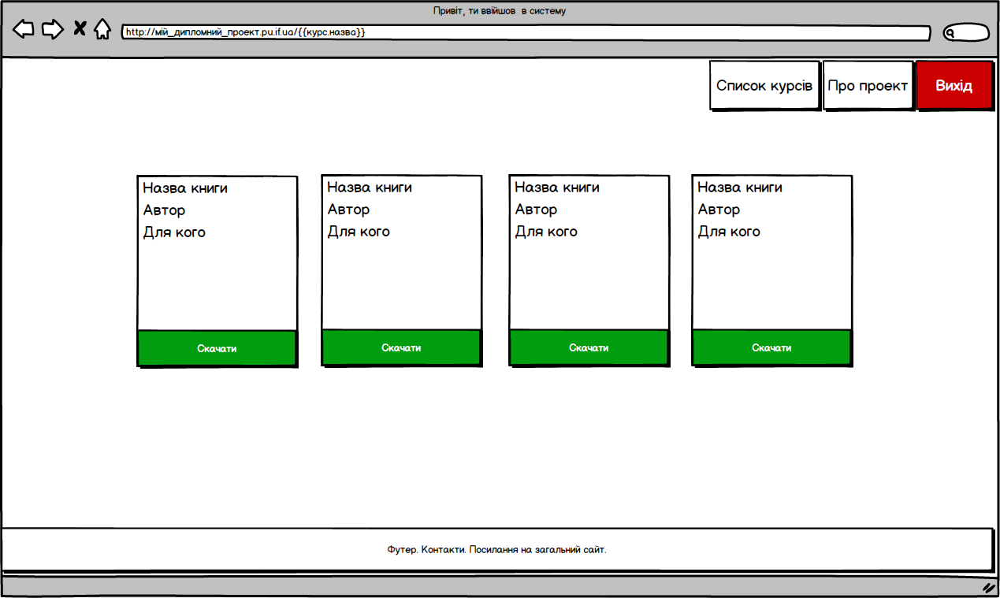 Привіт, ти ввійшов в систему
http://мій_дипломний_проект.pu.if.ua/{{курс.назва}}
Список курсів
Про проект
Вихід
Назва книги
Автор
Для кого
Скачати
Назва книги
Автор
Для кого
Скачати
Назва книги
Автор
Для кого
Скачати
Назва книги
Автор
Для кого
Скачати
Футер. Контакти. Посилання на загальний сайт.